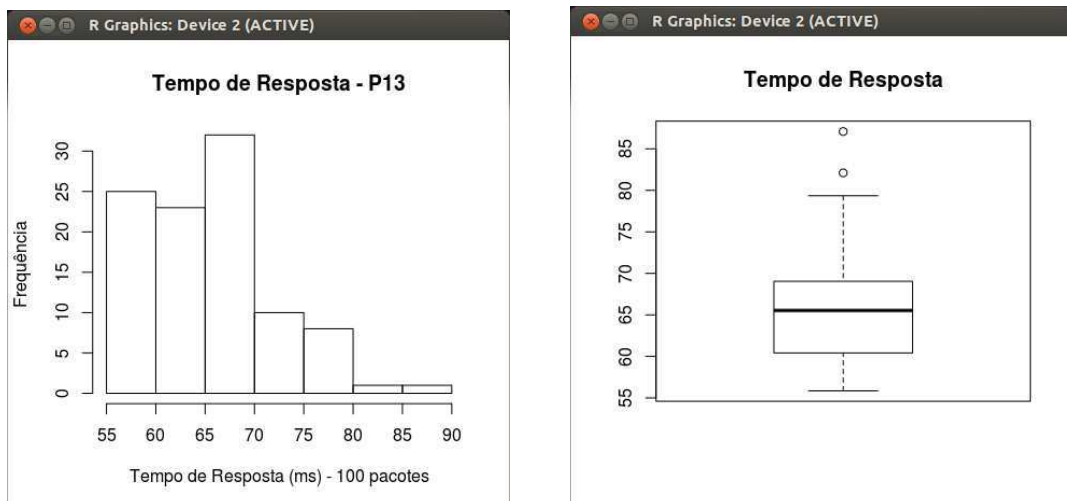 R Graphics: Device 2 (ACTIVE)
Tempo de Resposta - P13
Frequência
30
25
20
15
10
5
0
55 60 65 70 75 80 85 90
Tempo de Resposta (ms) - 100 pacotes
R Graphics: Device 2 (ACTIVE)
Tempo de Resposta
85
80
75
70
65
60
55